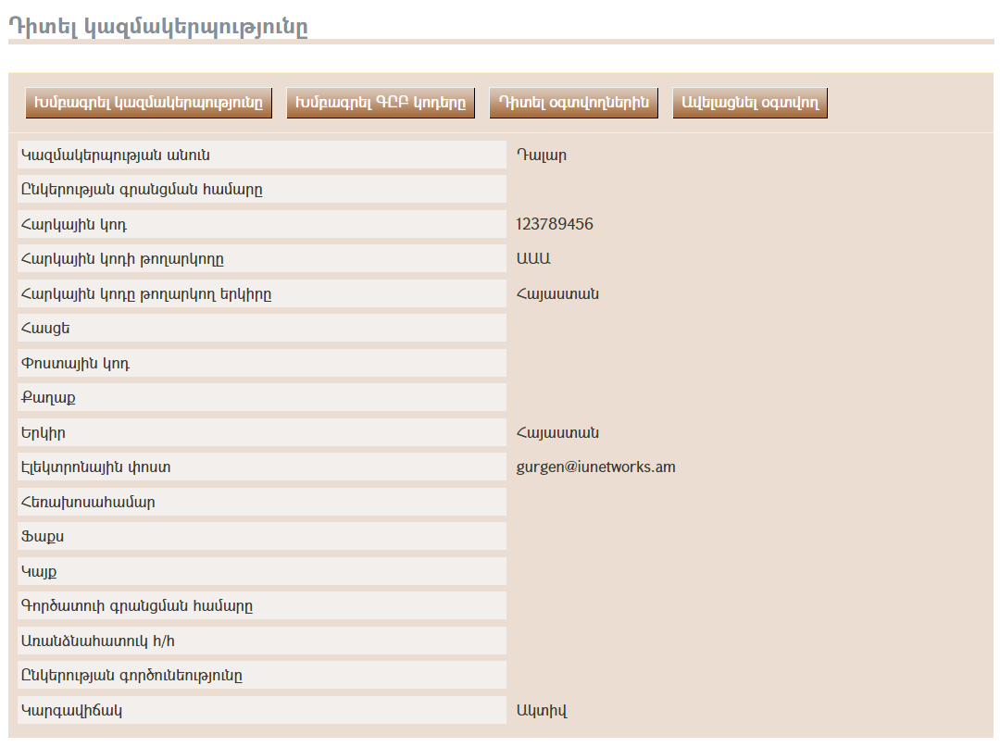 Դիտել կազմակերպությունը
Խմբագրել կազմակերպությունը Խմբագրել ԳԸԲ կոդերը Դիտել օգտվողներին Ավելացնել օգտվող
Կազմակերպության անուն Դալար
Ընկերության գրանցման համարը
Հարկային կոդ 123789456
Հարկային կոդի թողարկողը ԱԱԱ
Հարկային կոդը թողարկող երկիրը Հայաստան
Հասցե
Փոստային կոդ
Քաղաք
Երկիր Հայաստան
Էլեկտրոնային փոստ gurgen@iunetworks.am
Հեռախոսահամար
Ֆաքս
Կայք
Գործատուի գրանցման համարը
Առանձնահատուկ հ/հ
Ընկերության գործունեությունը
Կարգավիճակ Ակտիվ